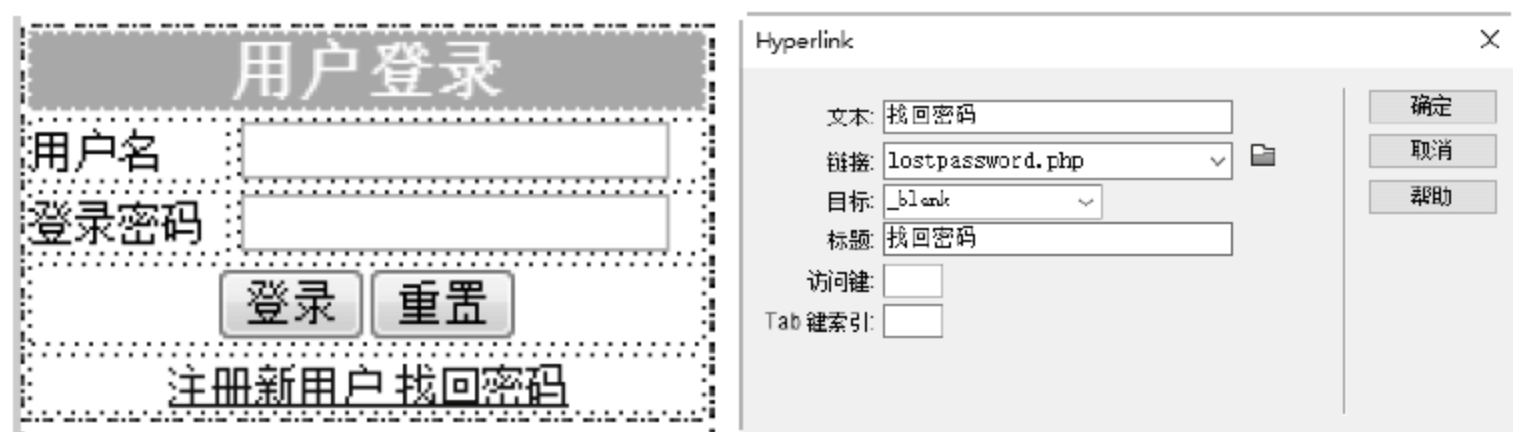 用户登录
用户名
登录密码
登录 重置
注册新用户 找回密码
Hyperlink
文本: 找回密码
链接: lostpassword.php
目标: _blank
标题: 找回密码
访问键:
Tab 键索引:
确定
取消
帮助